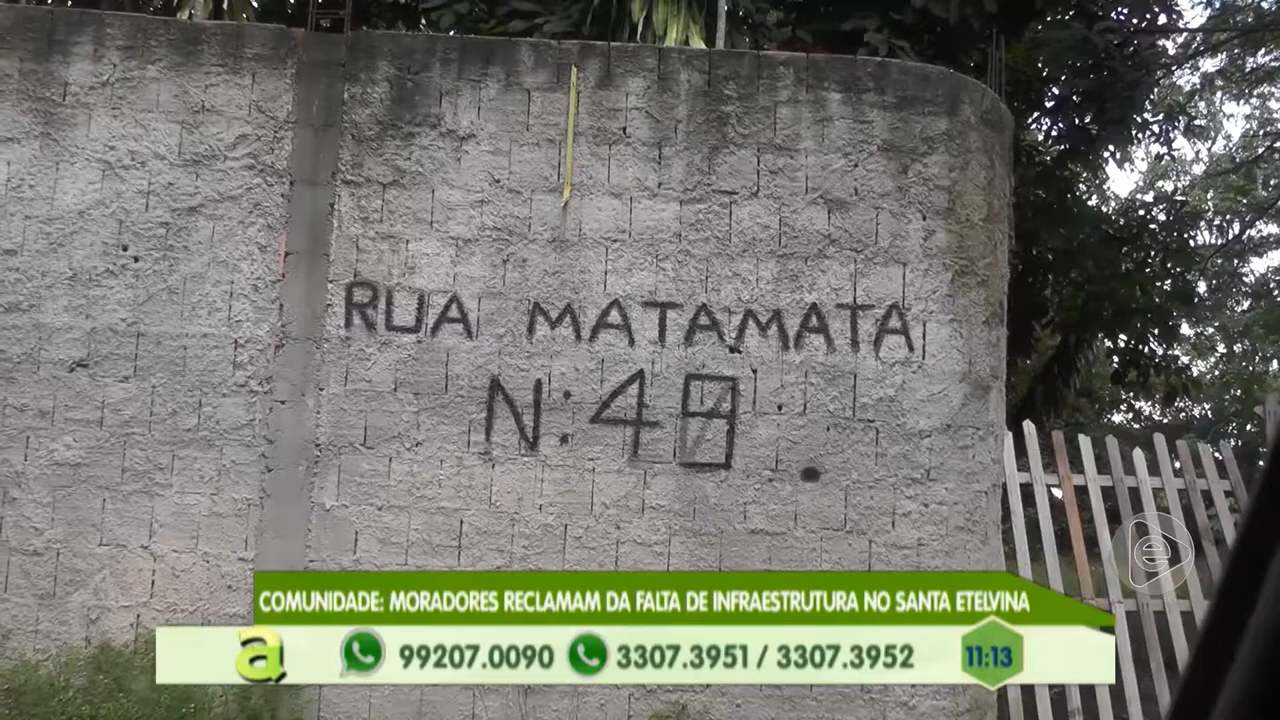 RUA MATAMATA
N:48
COMUNIDADE: MORADORES RECLAMAM DA FALTA DE INFRAESTRUTURA NO SANTA ETELVINA
a 99207.0090 3307.3951 / 3307.3952 11:13
e